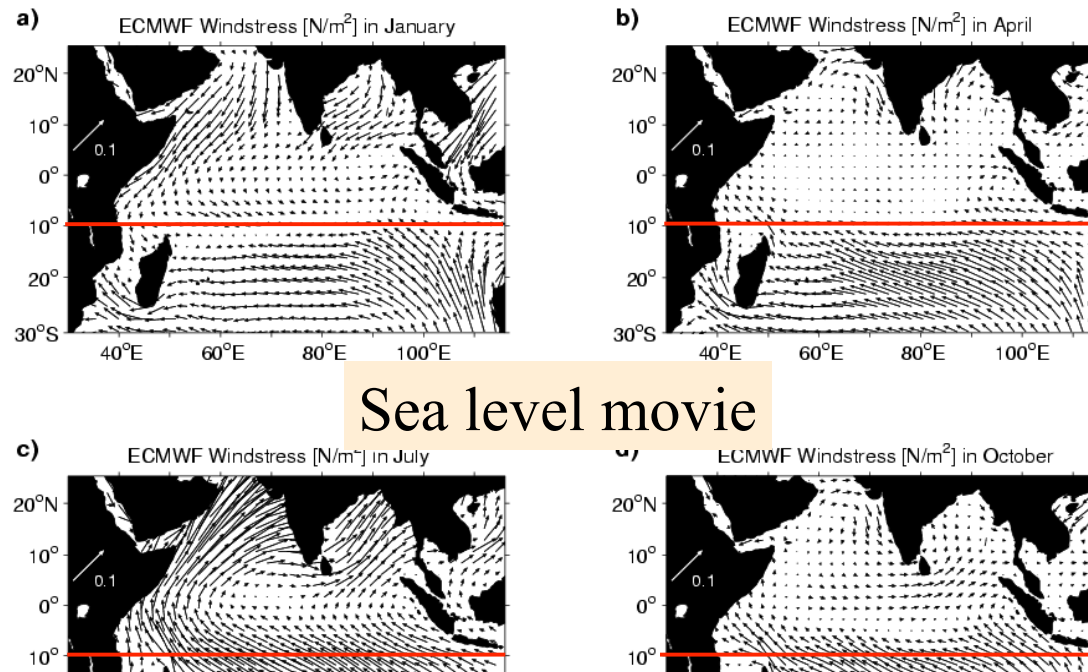 a)
ECMWF Windstress [N/m²] in January
20°N
10°
0°
10°
20°
30°S
0.1
40°E
60°E
80°E
100°E
b)
ECMWF Windstress [N/m²] in April
20°N
10°
0°
10°
20°
30°S
0.1
40°E
60°E
80°E
100°E
Sea level movie
c)
ECMWF Windstress [N/m²] in July
20°N
10°
0°
10°
0.1
d)
ECMWF Windstress [N/m²] in October
20°N
10°
0°
10°
0.1